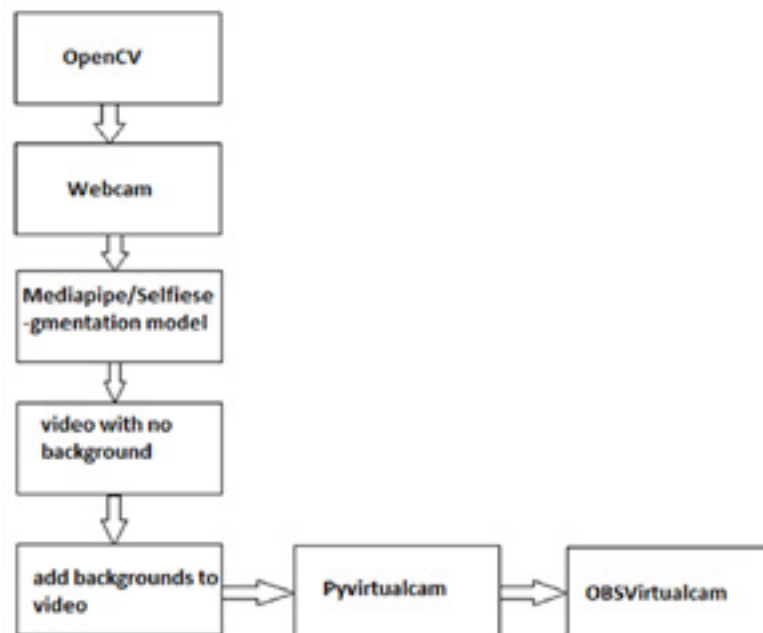 OpenCV
Webcam
Mediapipe/Selfiese
-gmentation model
video with no
background
add backgrounds to
video
Pyvirtualcam
OBSVirtualcam